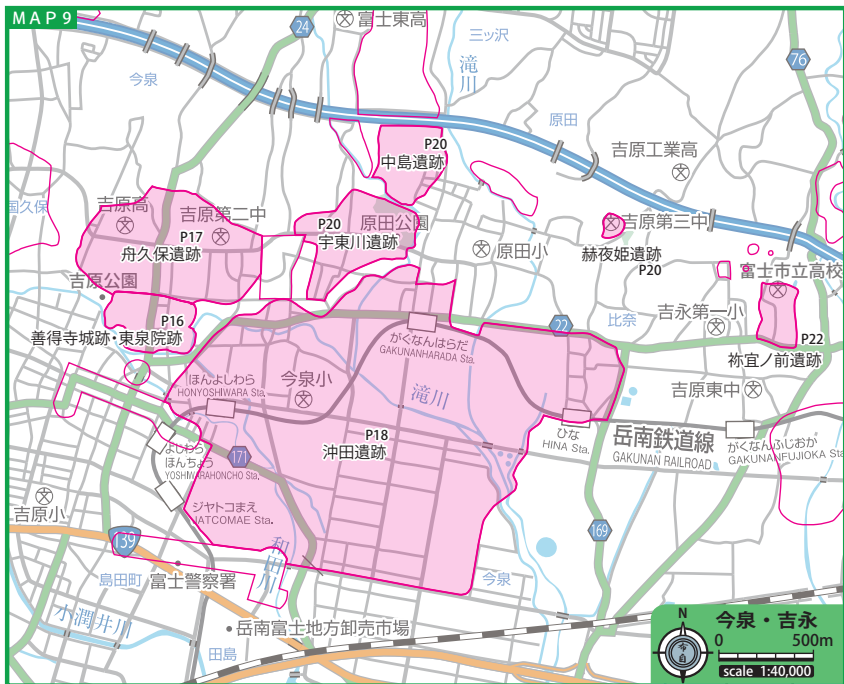 MAP9
24
富士東高
三ッ沢
滝川
76
今泉
原田
P20
中島遺跡
吉原工業高
国久保
吉原高
吉原第二中
P17
舟久保遺跡
P20
原田公園
宇東川遺跡
原田小
吉原第三中
赫夜姫遺跡
P20
富士市立高校
吉原公園
P16
善得寺城跡・東泉院跡
比奈
吉永第一小
P22
祢宜ノ前遺跡
22
がくなんはらだ
GAKUNANHARADA Sta.
ほんよしわら
HONYOSHIWARA Sta.
今泉小
滝川
吉原東中
ひな
HINA Sta.
岳南鉄道線
GAKUNAN RAILROAD
がくなんふじおか
GAKUNANFUJIOKA Sta
P18
沖田遺跡
171
よしわら
ほんちょう
YOSHIWARAHONCHO Sta.
ジヤトコまえ
JATCOMAE Sta.
吉原小
139
169
和田川
島田町
富士警察署
今泉
小潤井川
岳南富士地方卸売市場
田島
N
今泉・吉永
0 500m
scale 1:40,000